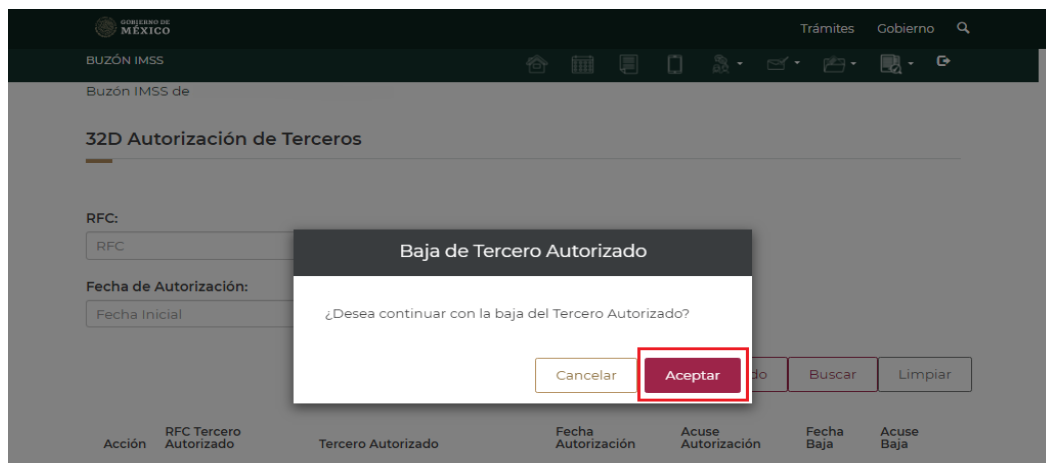 GOBIERNO DE
MÉXICO
Trámites Gobierno
BUZÓN IMSS
Buzón IMSS de
32D Autorización de Terceros
RFC:
RFC
Baja de Tercero Autorizado
Fecha de Autorización:
Fecha Inicial
¿Desea continuar con la baja del Tercero Autorizado?
Cancelar Aceptar do Buscar Limpiar
Acción RFC Tercero Autorizado Tercero Autorizado Fecha Autorización Acuse Autorización Fecha Baja Acuse Baja